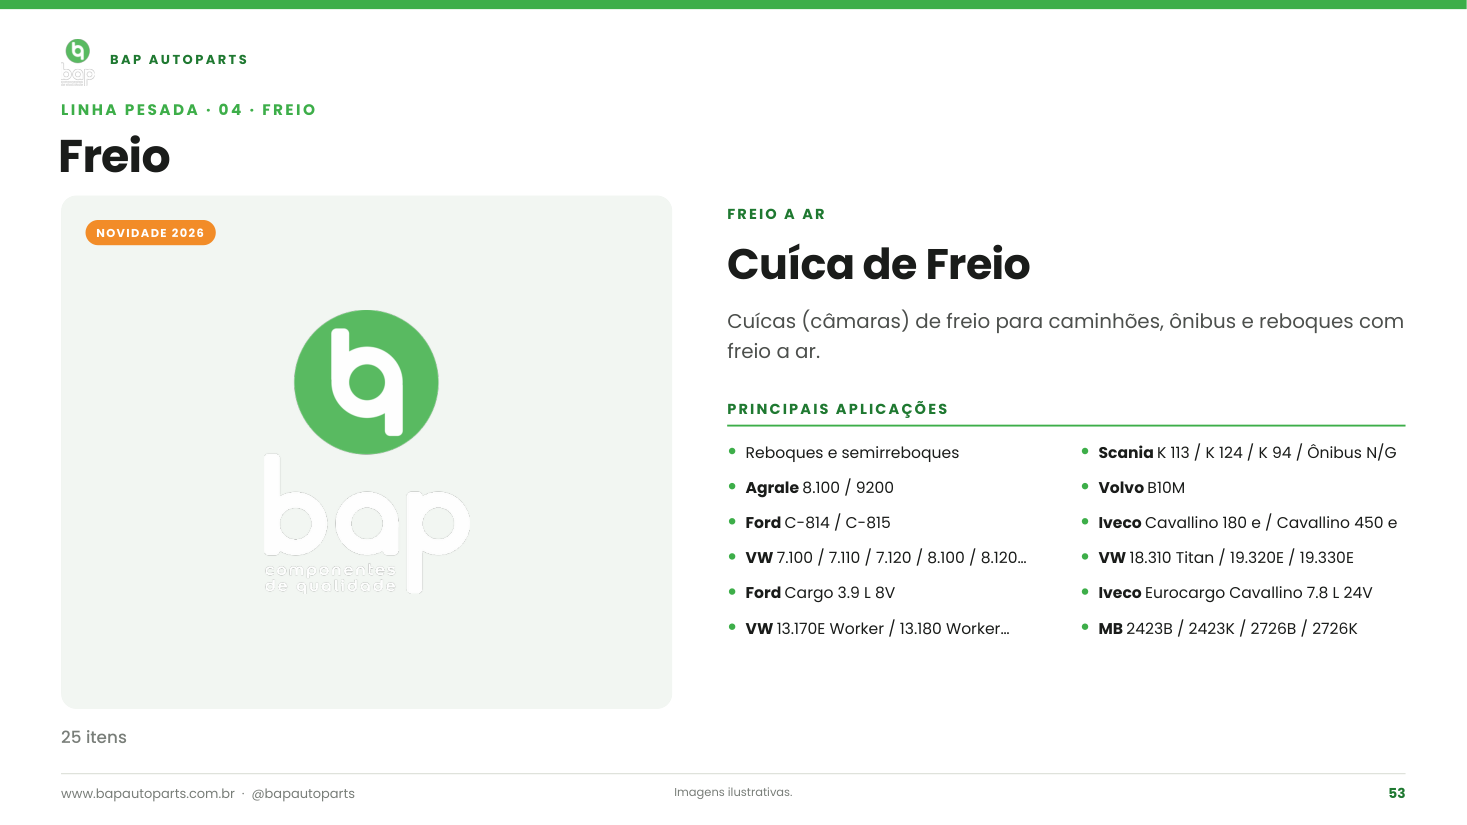 bap
BAP AUTOPARTS
LINHA PESADA · 04 · FREIO
Freio
NOVIDADE 2026
bap
componentes
de qualidade
25 itens
FREIO A AR
Cuíca de Freio
Cuícas (câmaras) de freio para caminhões, ônibus e reboques com
freio a ar.
PRINCIPAIS APLICAÇÕES
Reboques e semirreboques
Agrale 8.100 / 9200
Ford C-814 / C-815
VW 7.100 / 7.110 / 7.120 / 8.100 / 8.120…
Ford Cargo 3.9 L 8V
VW 13.170E Worker / 13.180 Worker…
Scania K 113 / K 124 / K 94 / Ônibus N/G
Volvo B10M
Iveco Cavallino 180 e / Cavallino 450 e
VW 18.310 Titan / 19.320E / 19.330E
Iveco Eurocargo Cavallino 7.8 L 24V
MB 2423B / 2423K / 2726B / 2726K
www.bapautoparts.com.br · @bapautoparts
Imagens ilustrativas.
53